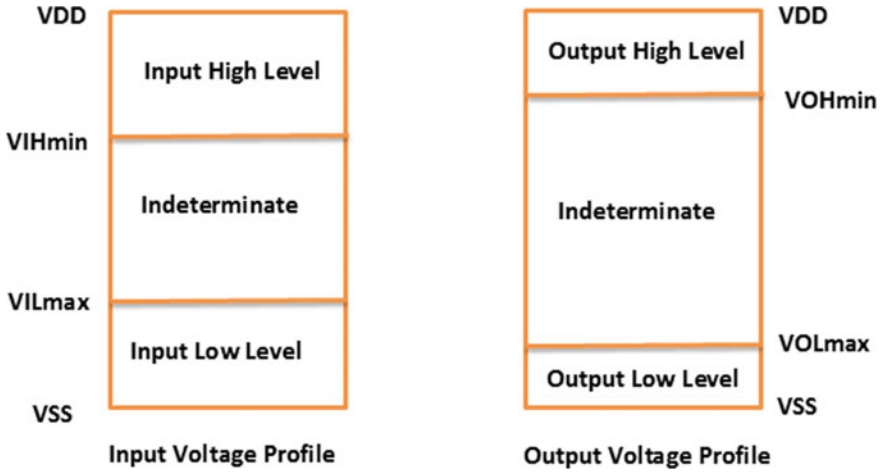 VDD
Input High Level
VIHmin
Indeterminate
VILmax
Input Low Level
VSS
Input Voltage Profile
VDD
Output High Level
VOHmin
Indeterminate
VOLmax
Output Low Level
VSS
Output Voltage Profile